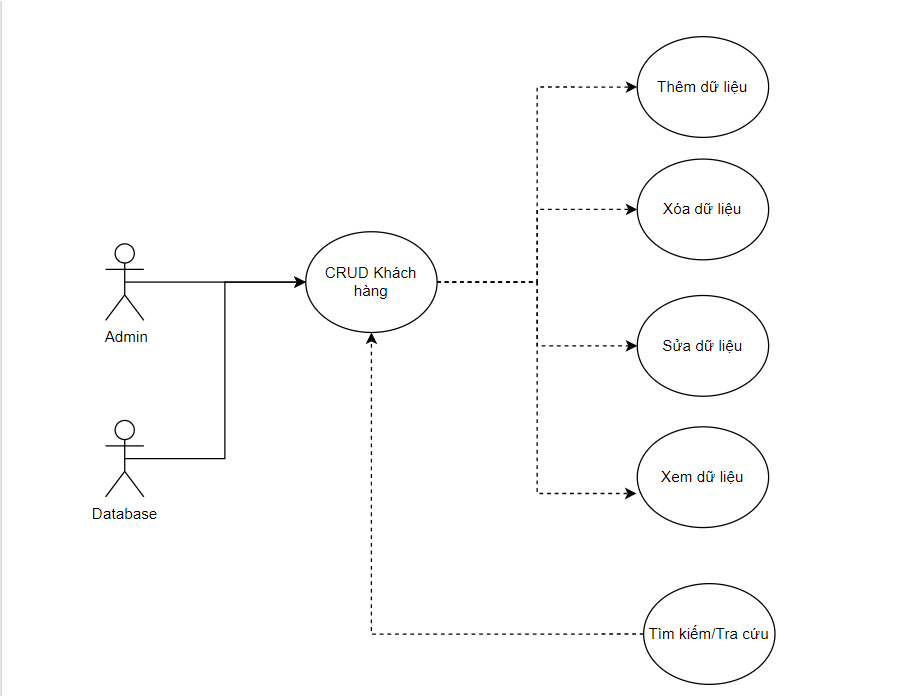 Thêm dữ liệu
Xóa dữ liệu
CRUD Khách
hàng
Admin
Sửa dữ liệu
Xem dữ liệu
Database
Tìm kiếm/Tra cứu